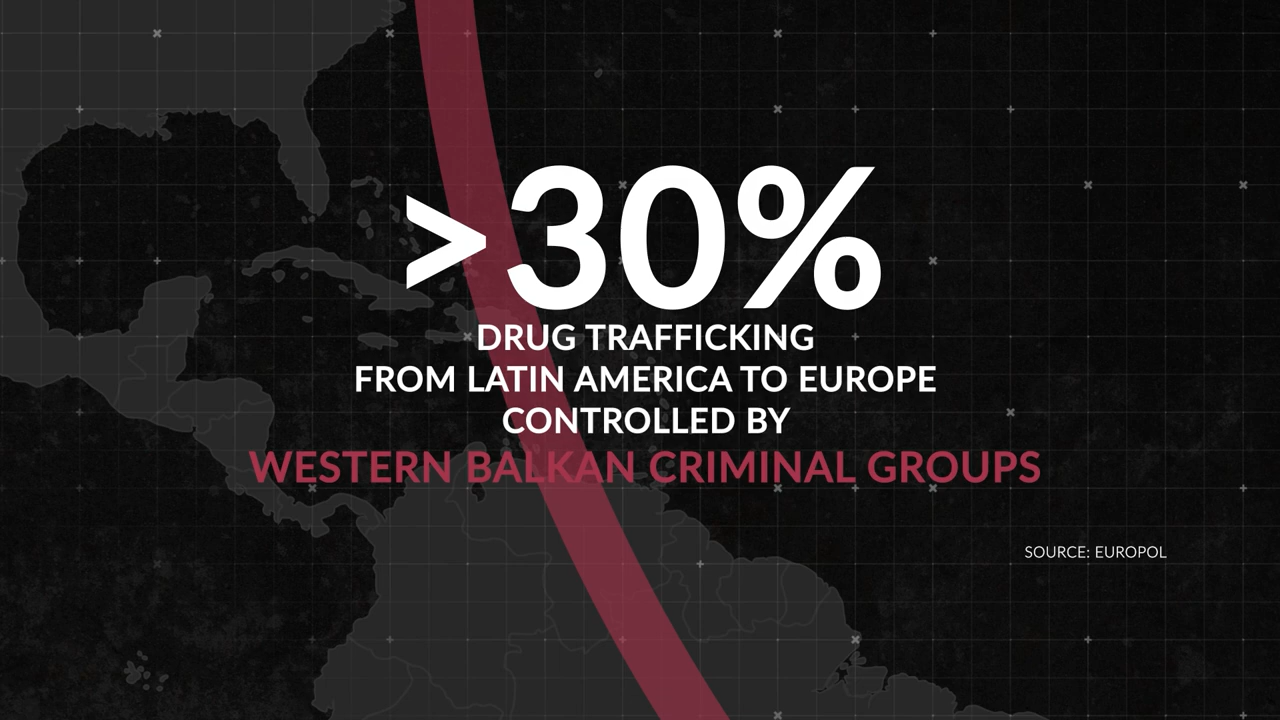 >30%
DRUG TRAFFICKING
FROM LATIN AMERICA TO EUROPE
CONTROLLED BY
WESTERN BALKAN CRIMINAL GROUPS
SOURCE: EUROPOL